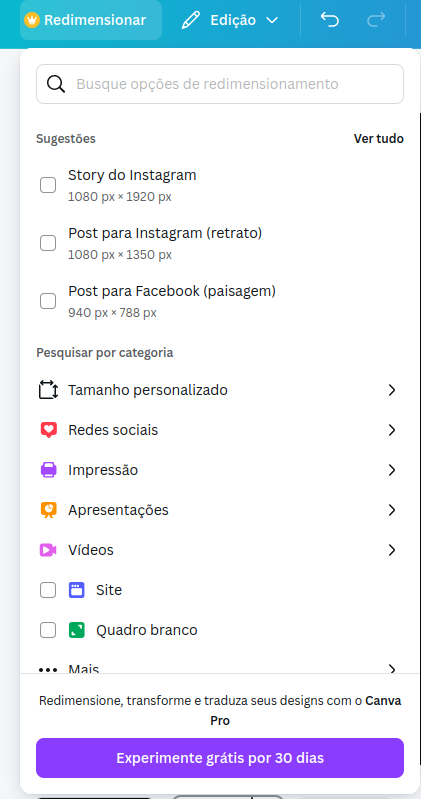 Redimensionar
Edição
Busque opções de redimensionamento
Sugestões
Ver tudo
Story do Instagram
1080 px × 1920 px
Post para Instagram (retrato)
1080 px × 1350 px
Post para Facebook (paisagem)
940 px × 788 px
Pesquisar por categoria
Tamanho personalizado
Redes sociais
Impressão
Apresentações
Vídeos
Site
Quadro branco
Mais
Redimensione, transforme e traduza seus designs com o Canva
Pro
Experimente grátis por 30 dias